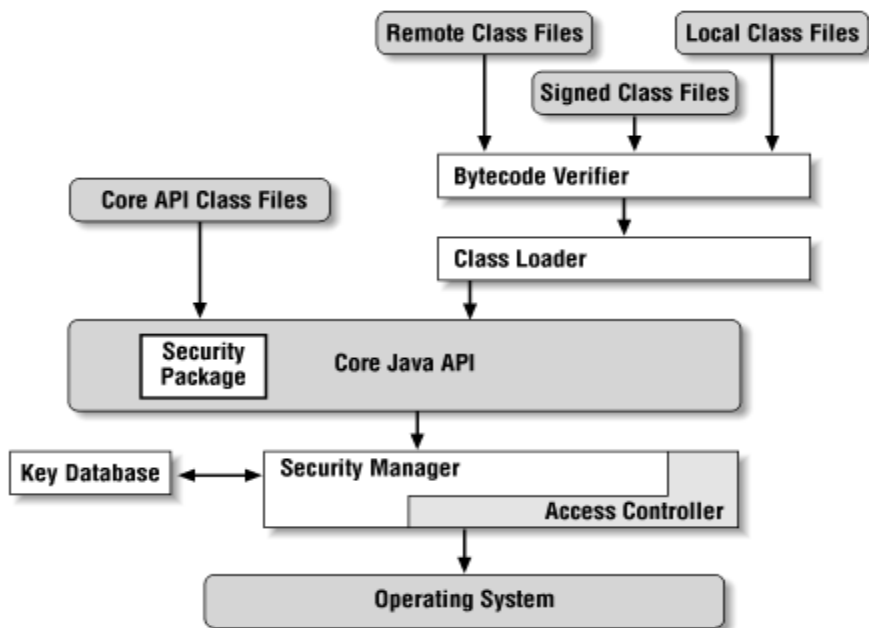 Remote Class Files
Local Class Files
Signed Class Files
Bytecode Verifier
Core API Class Files
Class Loader
Security
Package
Core Java API
Key Database
Security Manager
Access Controller
Operating System